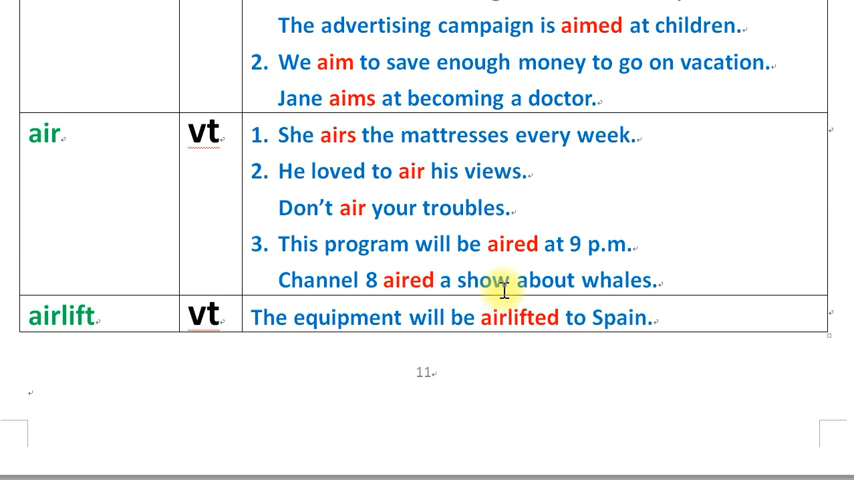 The advertising campaign is aimed at children.
2. We aim to save enough money to go on vacation.
Jane aims at becoming a doctor.
air vt 1. She airs the mattresses every week.
2. He loved to air his views.
Don't air your troubles.
3. This program will be aired at 9 p.m.
Channel 8 aired a show about whales.
airlift vt The equipment will be airlifted to Spain.
11